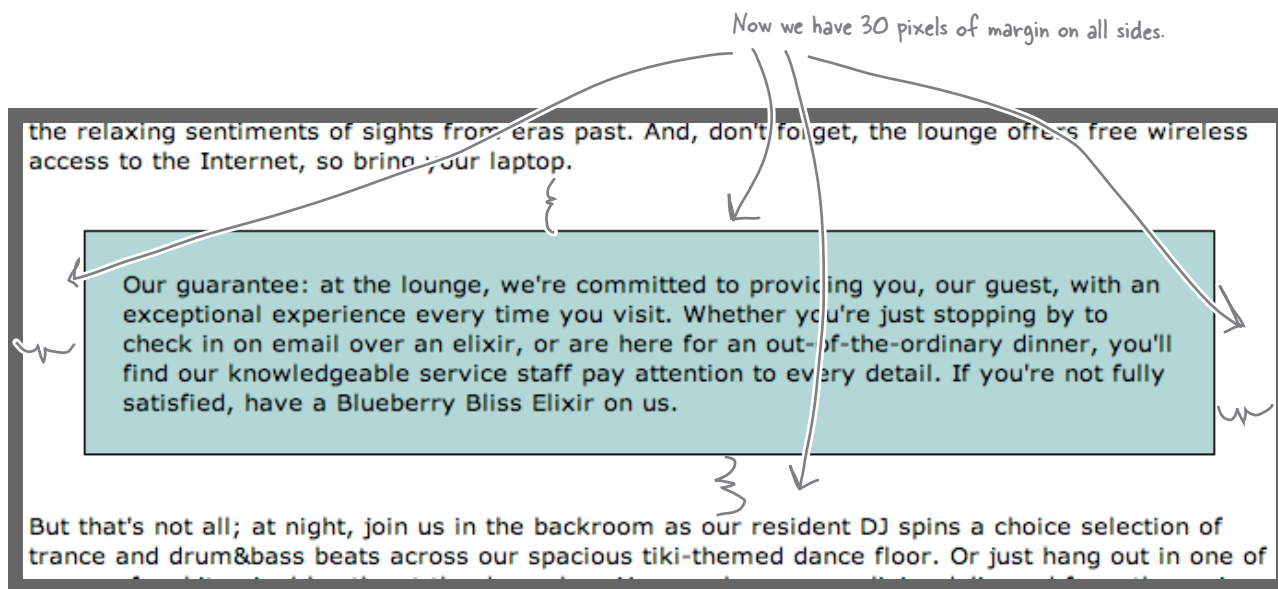 Now we have 30 pixels of margin on all sides.
the relaxing sentiments of sights from eras past. And, don't forget, the lounge offers free wireless
access to the Internet, so bring your laptop.
Our guarantee: at the lounge, we're committed to providing you, our guest, with an
exceptional experience every time you visit. Whether you're just stopping by to
check in on email over an elixir, or are here for an out-of-the-ordinary dinner, you'll
find our knowledgeable service staff pay attention to every detail. If you're not fully
satisfied, have a Blueberry Bliss Elixir on us.
But that's not all; at night, join us in the backroom as our resident DJ spins a choice selection of
trance and drum&bass beats across our spacious tiki-themed dance floor. Or just hang out in one of